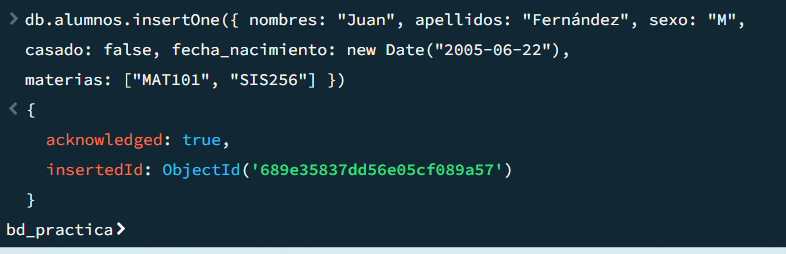 > db.alumnos.insertOne({ nombres: "Juan", apellidos: "Fernández", sexo: "M",
casado: false, fecha_nacimiento: new Date("2005-06-22"),
materias: ["MAT101", "SIS256"] })
< {
acknowledged: true,
insertedId: ObjectId('689e35837dd56e05cf089a57')
}
bd_practica>